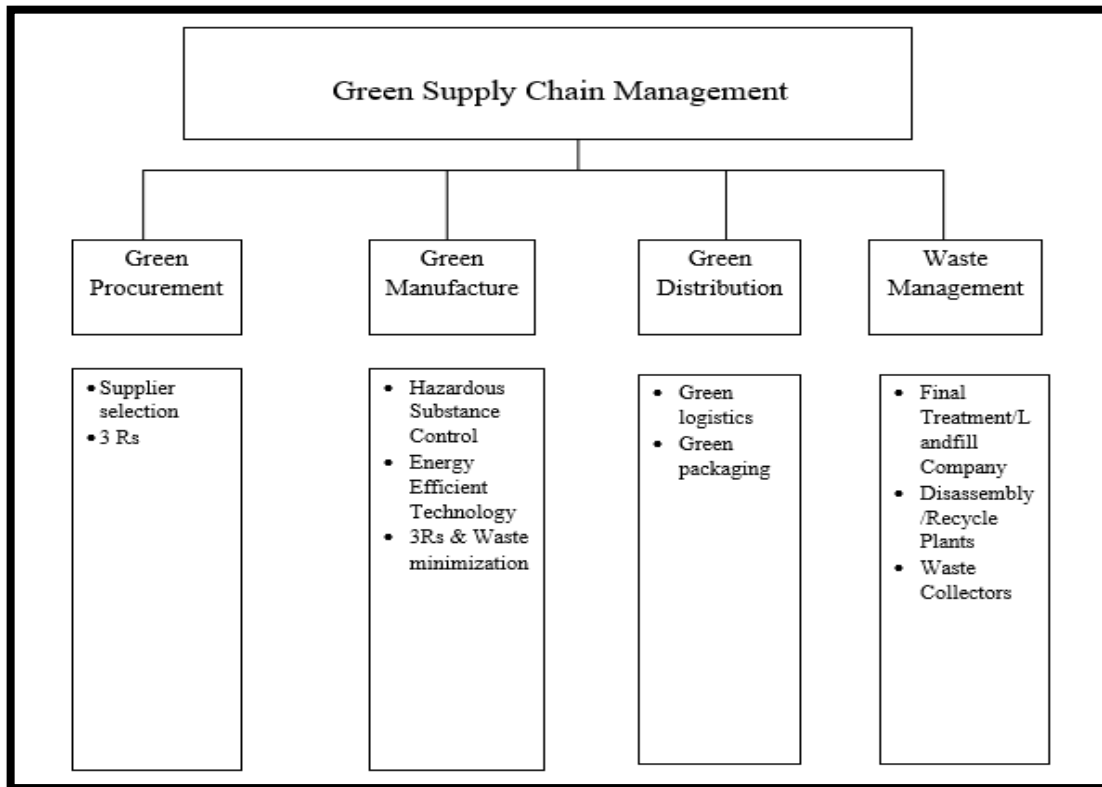 Green Supply Chain Management
Green
Procurement
Green
Manufacture
Green
Distribution
Waste
Management
• Supplier
selection
• 3 Rs
• Hazardous
Substance
Control
• Energy
Efficient
Technology
• 3Rs & Waste
minimization
• Green
logistics
• Green
packaging
• Final
Treatment/L
andfill
Company
• Disassembly
/Recycle
Plants
• Waste
Collectors